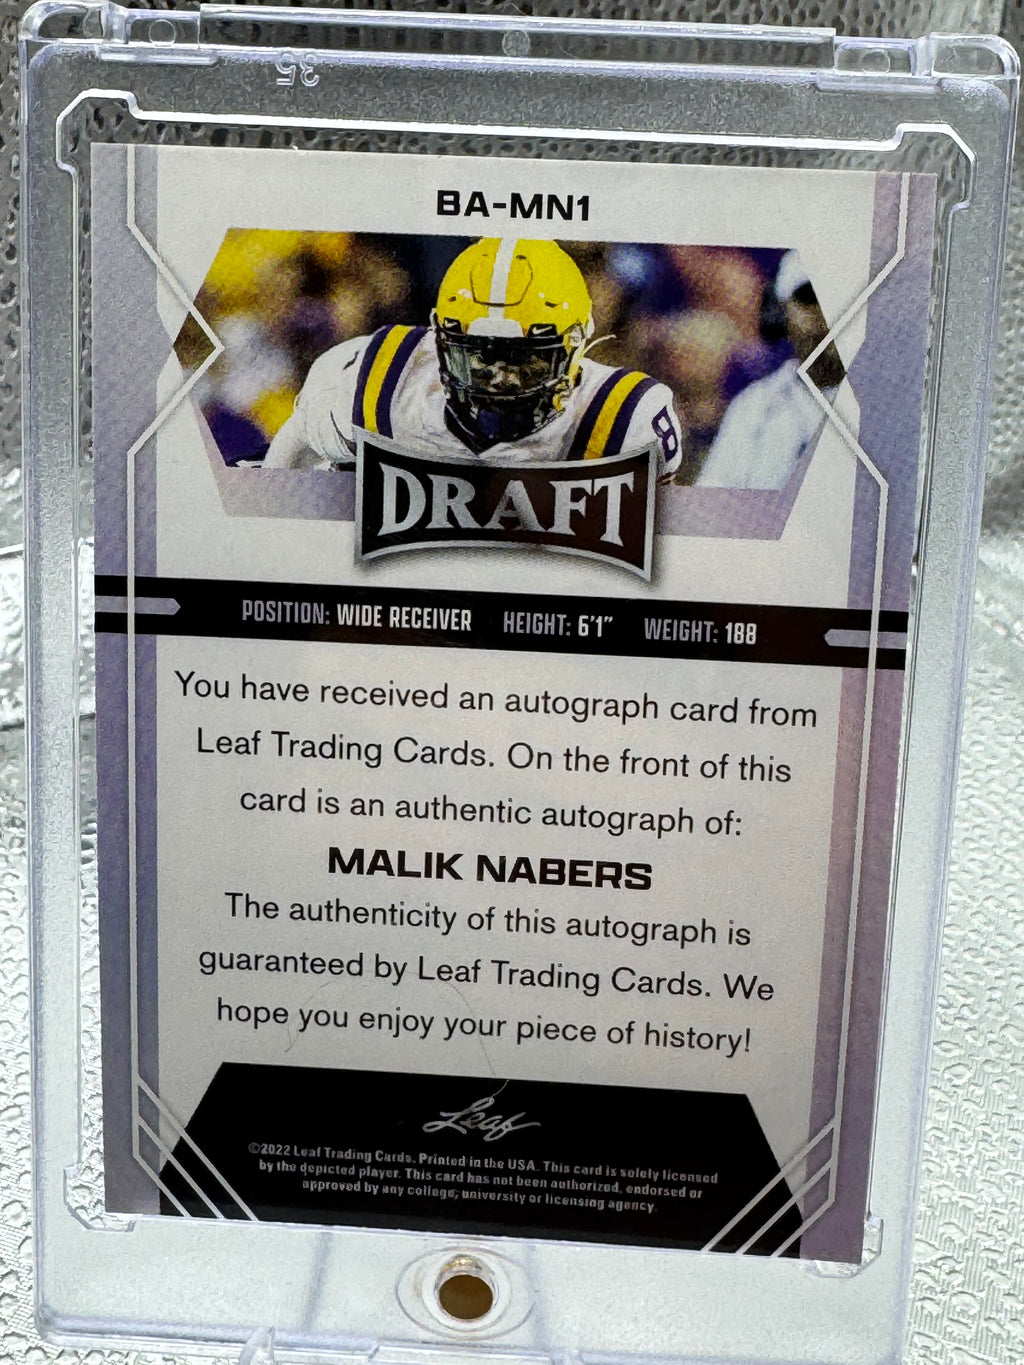 35
BA-MN1
8
DRAFT
POSITION: WIDE RECEIVER HEIGHT: 6'1" WEIGHT: 188
You have received an autograph card from
Leaf Trading Cards. On the front of this
card is an authentic autograph of:
MALIK NABERS
The authenticity of this autograph is
guaranteed by Leaf Trading Cards. We
hope you enjoy your piece of history!
Leaf
©2022 Leaf Trading Cards. Printed in the USA. This card is solely licensed
by the depicted player. This card has not been authorized, endorsed or
approved by any college, university or licensing agency.